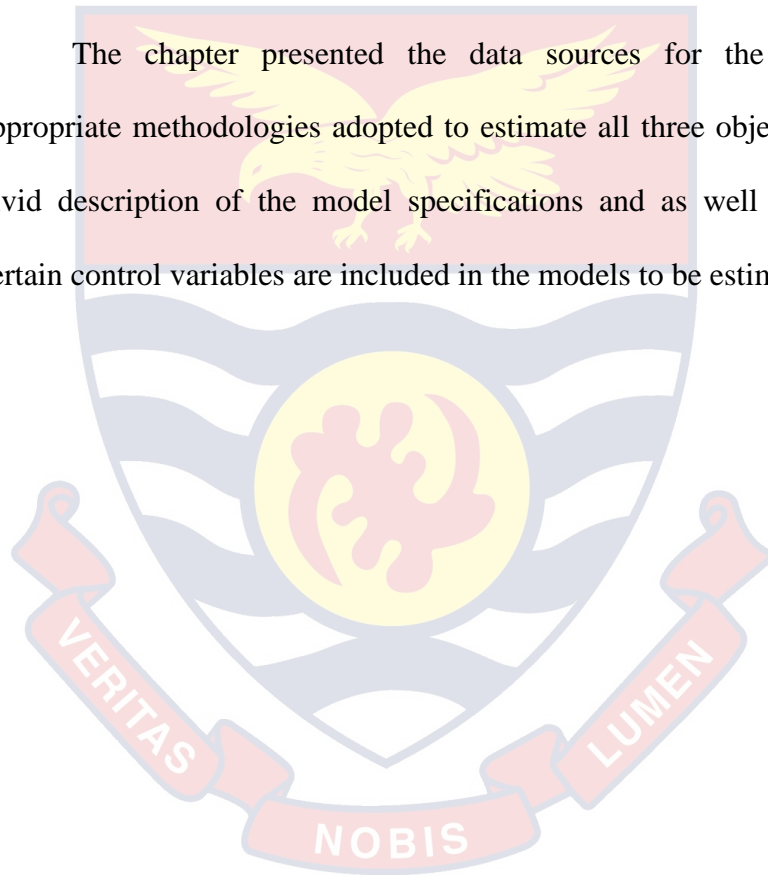 The chapter presented the data sources for the
ppropriate methodologies adopted to estimate all three obje
ivid description of the model specifications and as well
ertain control variables are included in the models to be estin
VERITAS
NOBIS
LUMEN